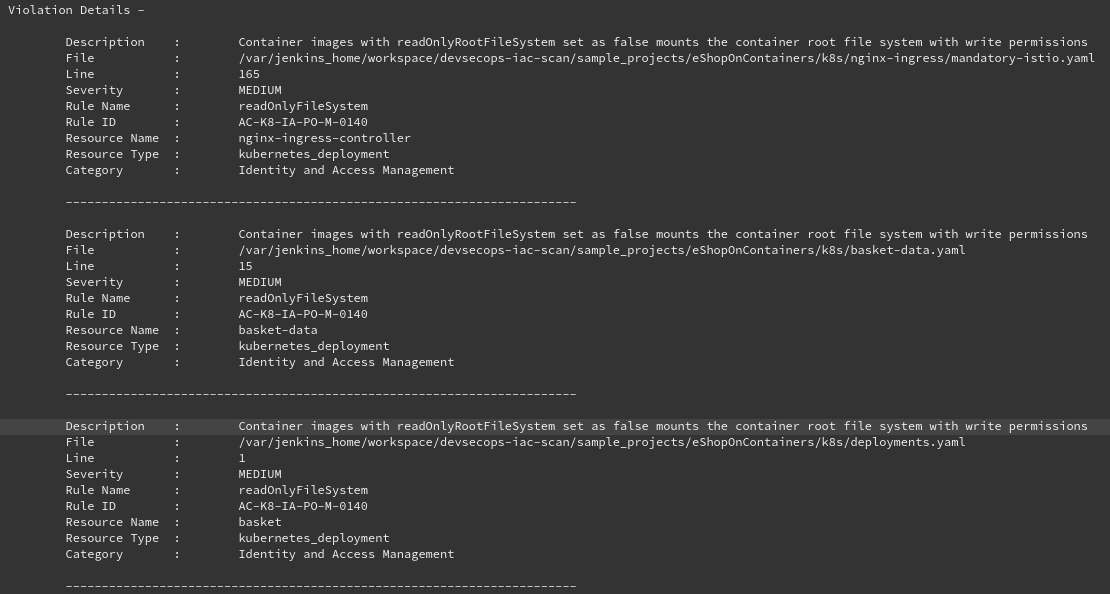 Violation Details –
Description : Container images with readOnlyRootFileSystem set as false mounts the container root file system with write permissions
File : /var/jenkins_home/workspace/devsecops-iac-scan/sample_projects/eShopOnContainers/k8s/nginx-ingress/mandatory-istio.yaml
Line : 165
Severity : MEDIUM
Rule Name : readOnlyFileSystem
Rule ID : AC-K8-IA-PO-M-0140
Resource Name : nginx-ingress-controller
Resource Type : kubernetes_deployment
Category : Identity and Access Management
-----------------------------------------------------------------------
Description : Container images with readOnlyRootFileSystem set as false mounts the container root file system with write permissions
File : /var/jenkins_home/workspace/devsecops-iac-scan/sample_projects/eShopOnContainers/k8s/basket-data.yaml
Line : 15
Severity : MEDIUM
Rule Name : readOnlyFileSystem
Rule ID : AC-K8-IA-PO-M-0140
Resource Name : basket-data
Resource Type : kubernetes_deployment
Category : Identity and Access Management
-----------------------------------------------------------------------
Description : Container images with readOnlyRootFileSystem set as false mounts the container root file system with write permissions
File : /var/jenkins_home/workspace/devsecops-iac-scan/sample_projects/eShopOnContainers/k8s/deployments.yaml
Line : 1
Severity : MEDIUM
Rule Name : readOnlyFileSystem
Rule ID : AC-K8-IA-PO-M-0140
Resource Name : basket
Resource Type : kubernetes_deployment
Category : Identity and Access Management
-----------------------------------------------------------------------